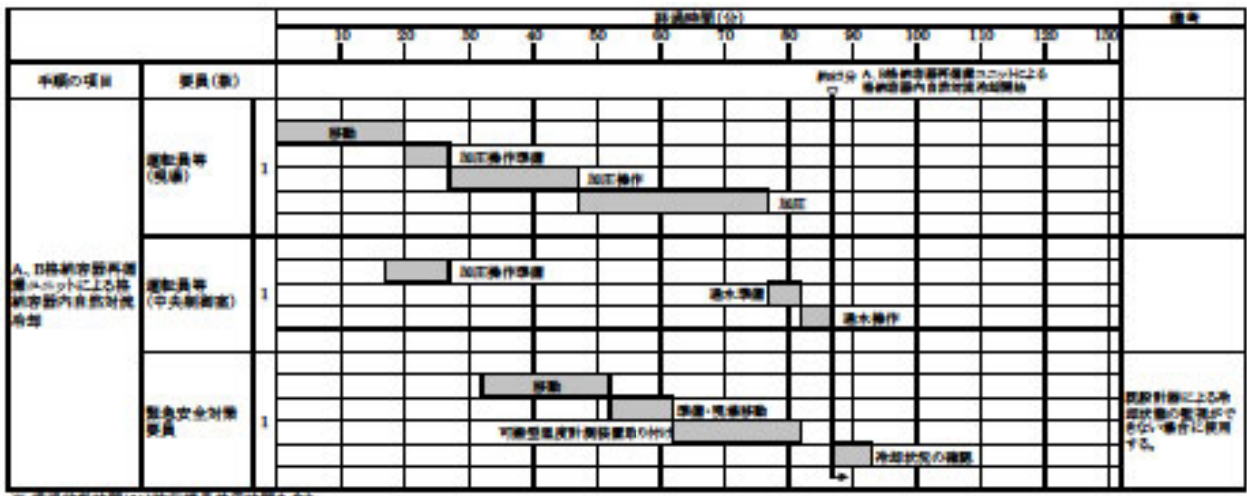 経過時間(分)
備考
10 20 30 40 50 60 70 80 90 100 110 120 130
手順の項目
要員(数)
A、B格納容器再循環ユニットによる
格納容器内自然対流冷却開始
移動
加圧操作準備
運転員等
(現場)
1
加圧操作
加圧
A、B格納容器再循
環ユニットによる格
納容器内自然対流
冷却
運転員等
(中央制御室)
1
加圧操作準備
通水準備
通水操作
緊急安全対策
要員
1
移動
準備・現場移動
可搬型温度計測装置取り付け
冷却状況の確認
既設計器による冷
却状態の監視がで
きない場合に使用
する。